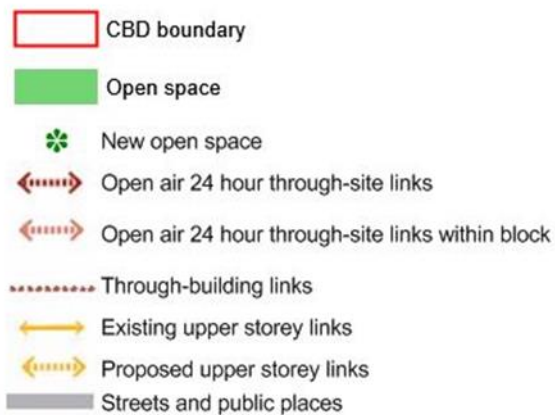 CBD boundary
Open space
New open space
Open air 24 hour through-site links
Open air 24 hour through-site links within block
Through-building links
Existing upper storey links
Proposed upper storey links
Streets and public places